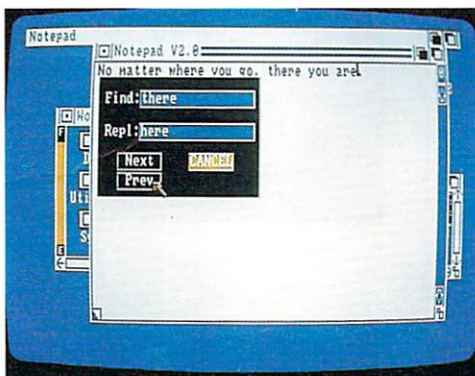 Notepad
Notepad V2.0
No matter where you go, there you are.
Find:there
Repl:here
Next CANCEL
Prev
Uti